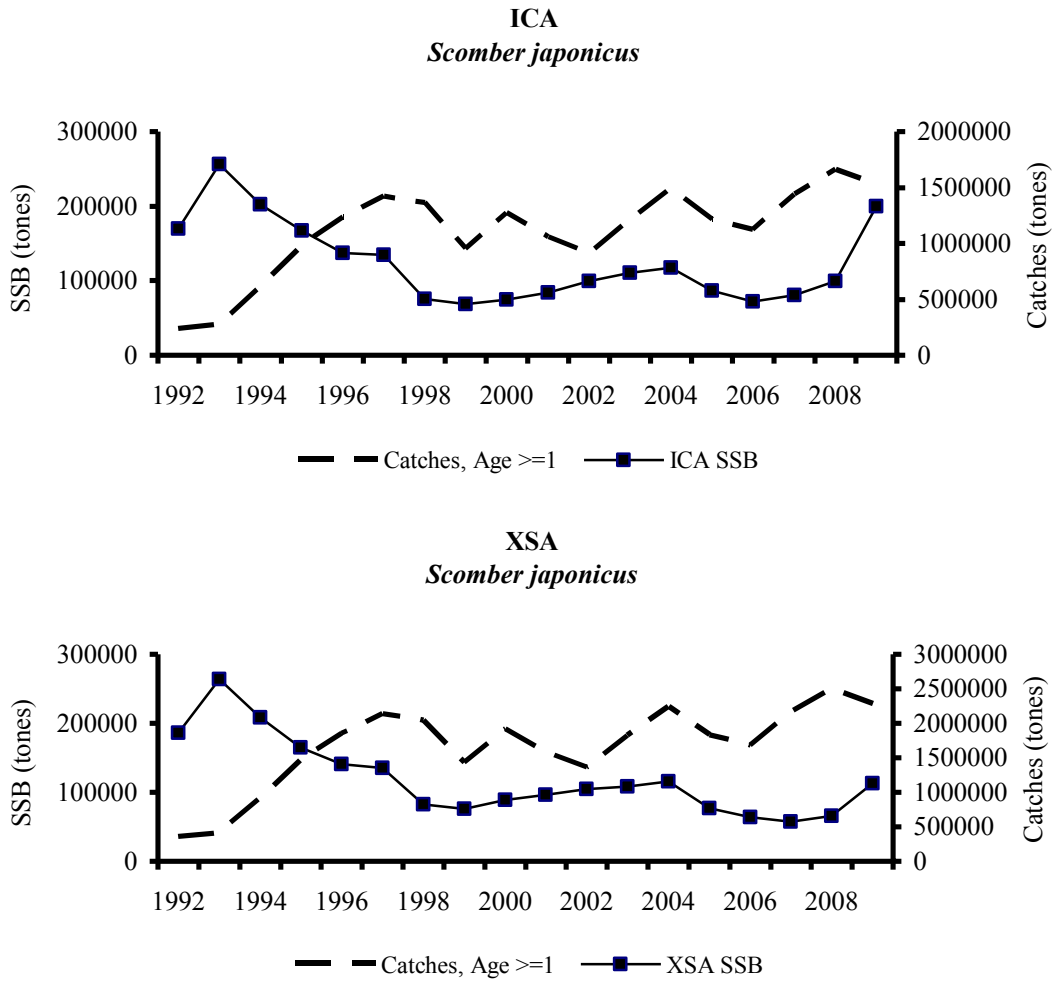 ICA
Scomber japonicus
300000
200000
100000
0
SSB (tones)
2000000
1500000
1000000
500000
0
Catches (tones)
1992 1994 1996 1998 2000 2002 2004 2006 2008
Catches, Age >=1 ICA SSB
XSA
Scomber japonicus
300000
200000
100000
0
SSB (tones)
3000000
2500000
2000000
1500000
1000000
500000
0
Catches (tones)
1992 1994 1996 1998 2000 2002 2004 2006 2008
Catches, Age >=1 XSA SSB